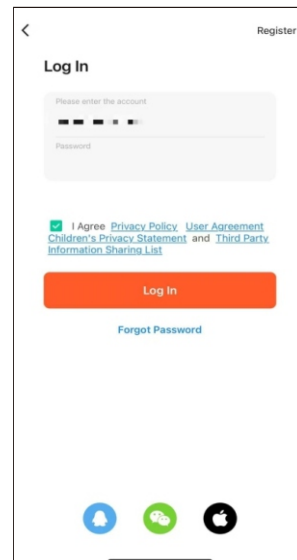 Register
Log In
Please enter the account
Password
I Agree Privacy Policy User Agreement
Children's Privacy Statement and Third Party
Information Sharing List
Log In
Forgot Password